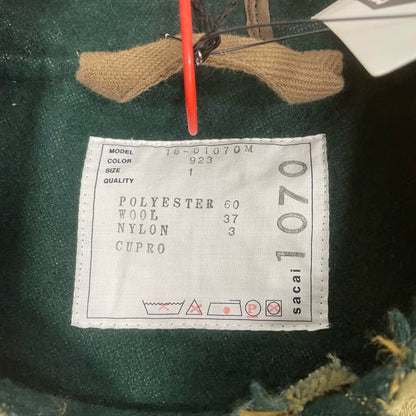 MODEL 18-01070M
COLOR 923
SIZE 1
QUALITY
POLYESTER 60
WOOL 37
NYLON 3
CUPRO
P
sacai 1070